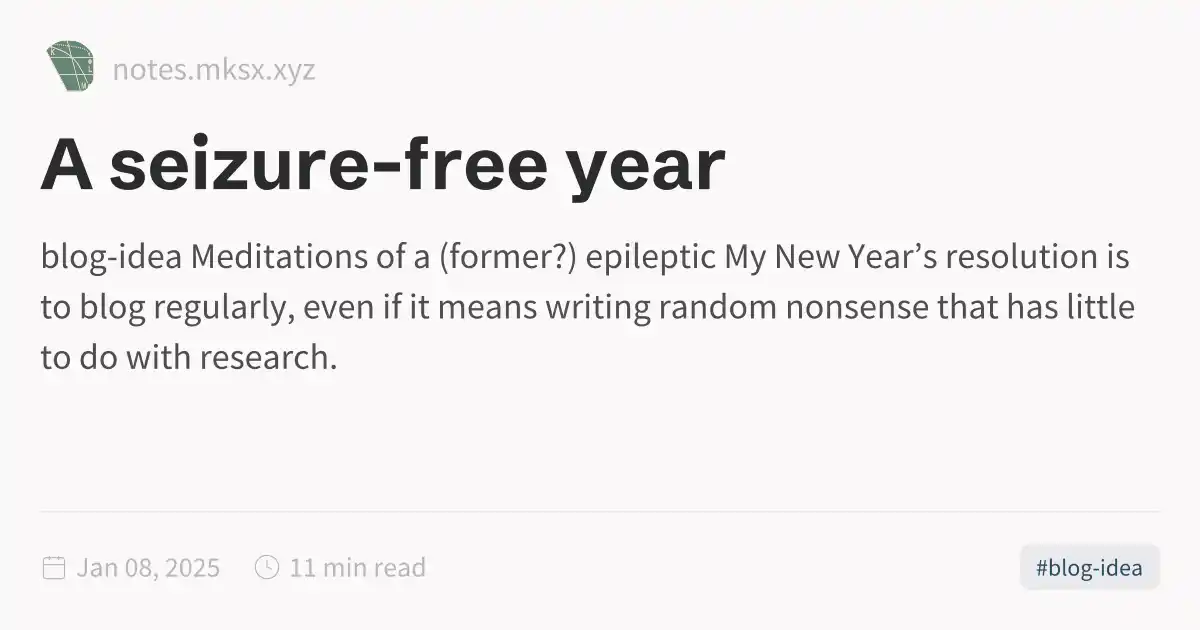 notes.mksx.xyz
A seizure-free year
blog-idea Meditations of a (former?) epileptic My New Year’s resolution is
to blog regularly, even if it means writing random nonsense that has little
to do with research.
Jan 08, 2025
11 min read
#blog-idea